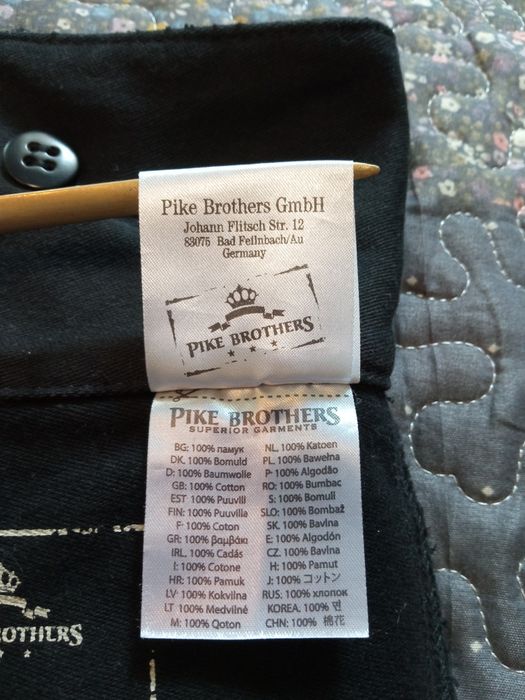 Pike Brothers GmbH
Johann Flitsch Str. 12
83075 Bad Feilnbach/Au
Germany
PIKE BROTHERS
PIKE BROTHERS
SUPERIOR GARMENTS
BG: 100% памук
DK. 100% Bomuld
D: 100% Baumwolle
GB: 100% Cotton
EST 100% Puuvill
FIN: 100% Puuvilla
F: 100% Coton
GR: 100% βαμβάκι
IRL. 100% Cadás
I: 100% Cotone
HR: 100% Pamuk
LV: 100% Kokvilna
LT 100% Medvilné
M: 100% Qoton
NL. 100% Katoen
PL. 100% Bawełna
P: 100% Algodão
RO: 100% Bumbac
S: 100% Bomull
SLO: 100% Bombaž
SK. 100% Bavlna
E: 100% Algodón
CZ. 100% Bavlna
H: 100% Pamut
J: 100% コットン
RUS. 100% хлопок
KOREA. 100% 면
CHN: 100% 棉花
BROTHERS